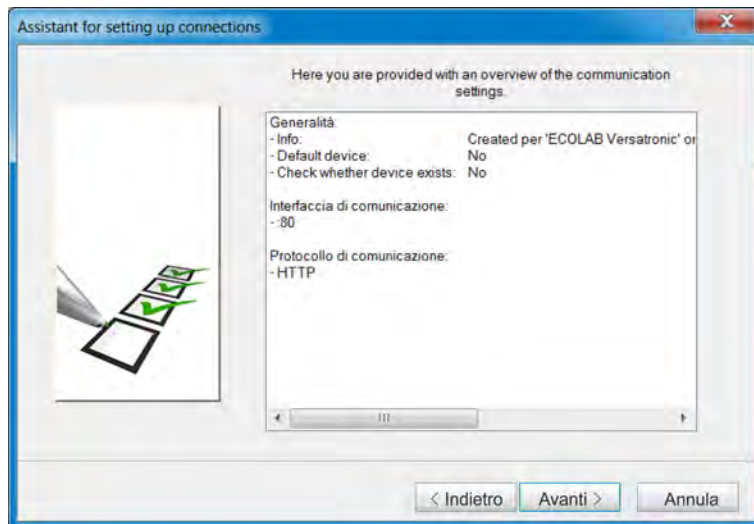 Assistant for setting up connections
Here you are provided with an overview of the communication
settings.
Generalità:
- Info: Created per 'ECOLAB Versatronic' or
- Default device: No
- Check whether device exists: No
Interfaccia di comunicazione:
- :80
Protocollo di comunicazione:
- HTTP
< Indietro Avanti > Annula